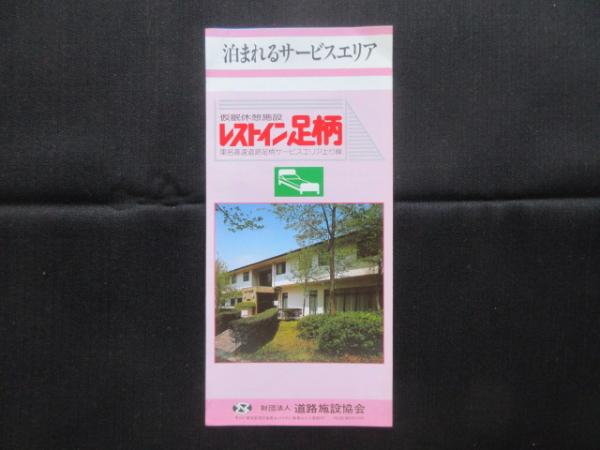 泊まれるサービスエリア
仮眠休憩施設
レストイン足柄
東名高速道路足柄サービスエリア上り線
財団法人 道路施設協会